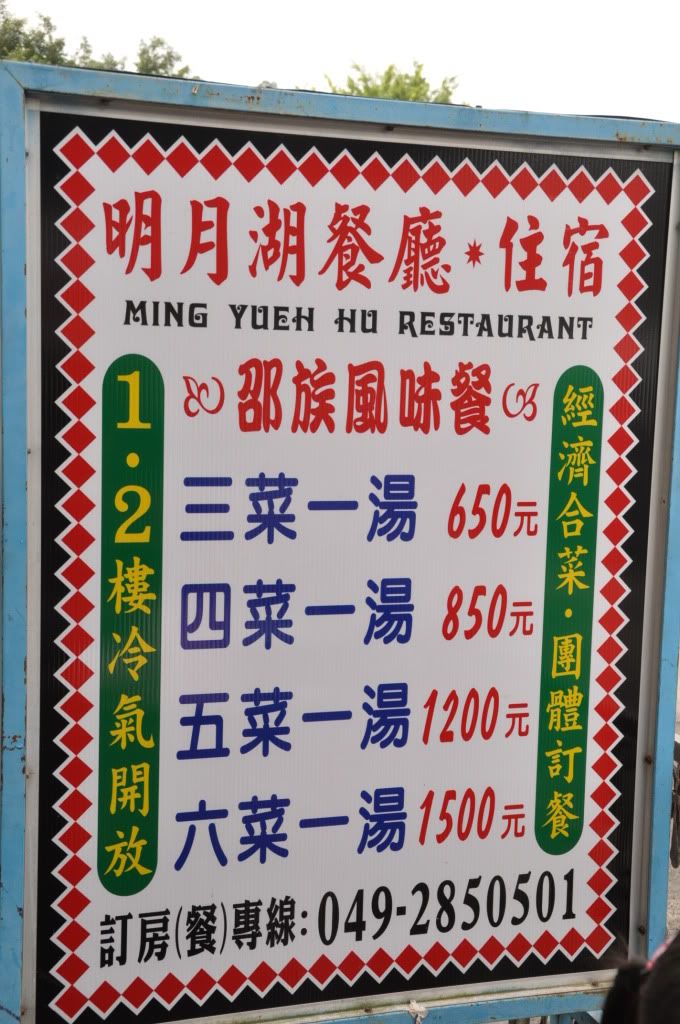 明月湖餐廳·住宿
MING YUEH HU RESTAURANT
邵族風味餐
1·2樓冷氣開放
三菜一湯 650元
四菜一湯 850元
五菜一湯 1200元
六菜一湯 1500元
經濟合菜·團體訂餐
訂房(餐)專線:049-2850501